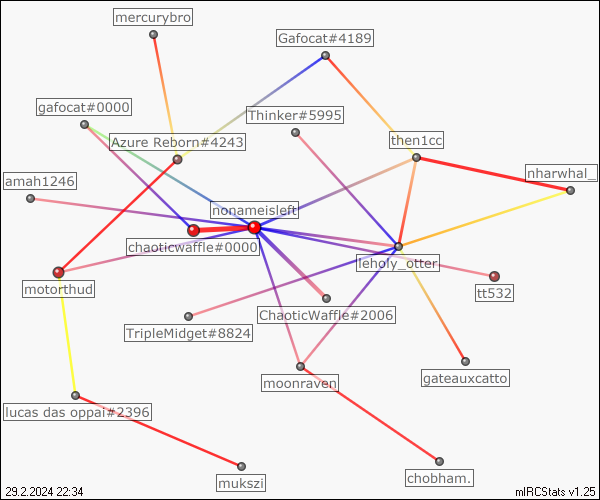 mercurybro
Gafocat#4189
gafocat#0000
Thinker#5995
Azure Reborn#4243
then1cc
nharwhal_
amah1246
nonameisleft
chaoticwaffle#0000
leholy_otter
motorthud
tt532
ChaoticWaffle#2006
TripleMidget#8824
moonraven
gateauxcatto
lucas das oppai#2396
mukszi
chobham.
29.2.2024 22:34
mIRCStats v1.25